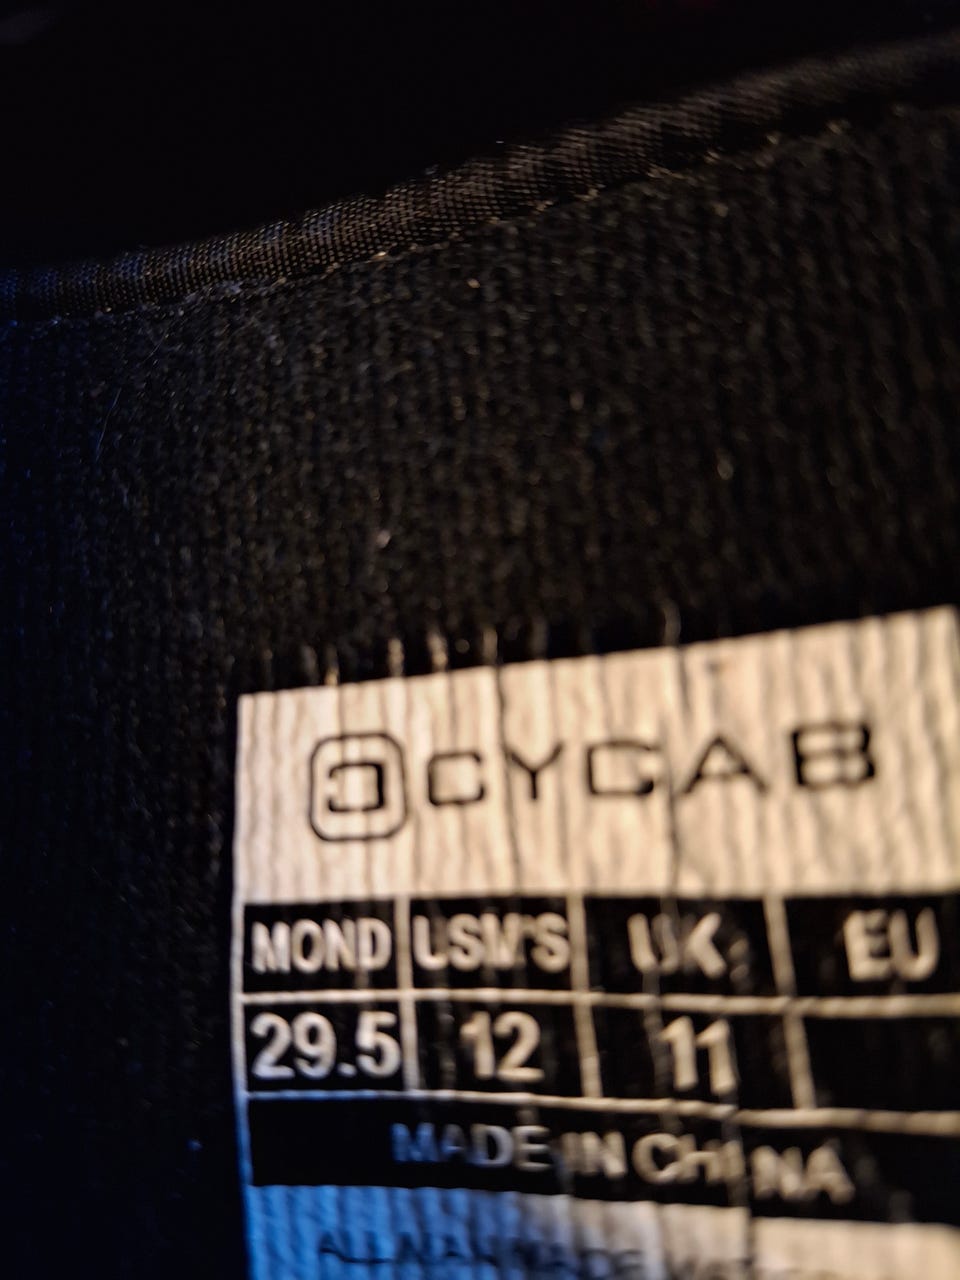 CYCAB
MOND USM'S UK EU
29.5 12 11
MADE IN CHINA